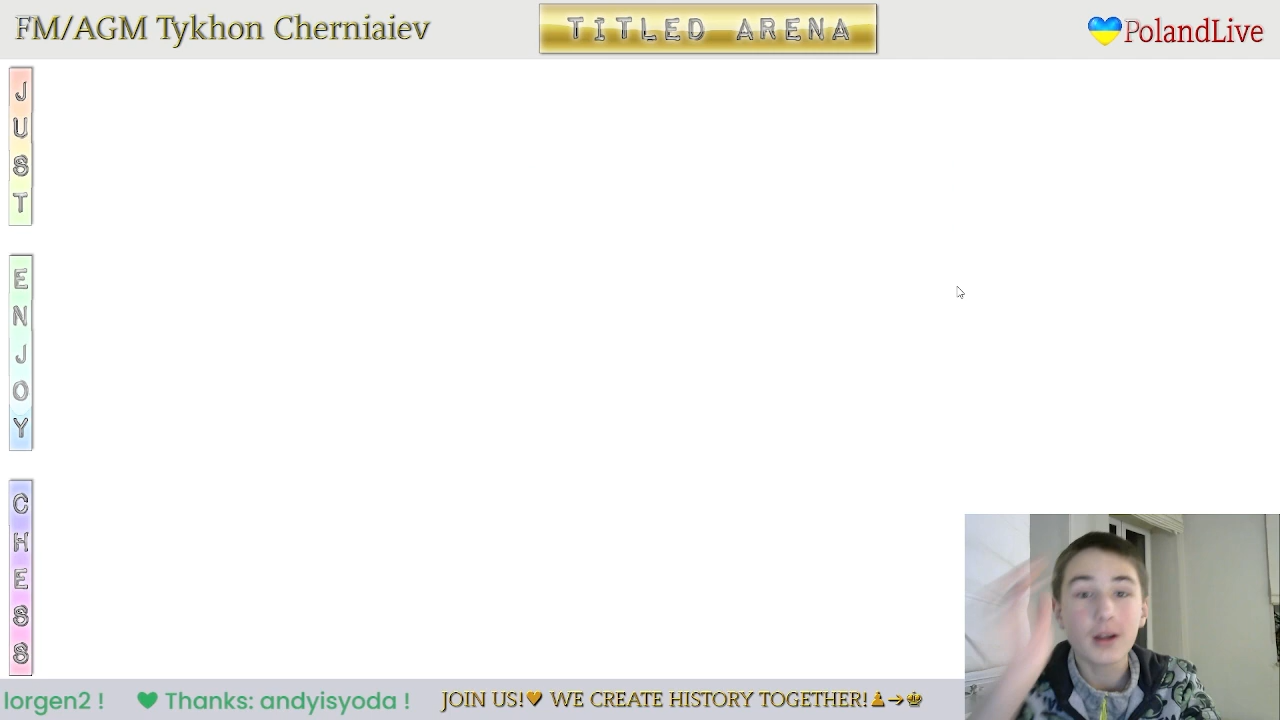 FM/AGM Tykhon Cherniaiev
TITLED ARENA
PolandLive
JUST
ENJOY
CHESS
lorgen2 !
Thanks: andyisyoda !
JOIN US! WE CREATE HISTORY TOGETHER!